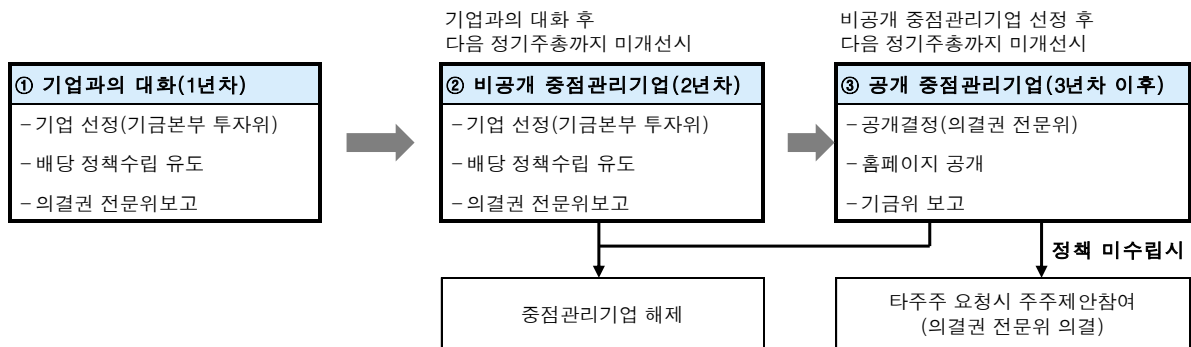 기업과의 대화 후
다음 정기주총까지 미개선시
비공개 중점관리기업 선정 후
다음 정기주총까지 미개선시
① 기업과의 대화(1년차)
-기업 선정(기금본부 투자위)
-배당 정책수립 유도
-의결권 전문위보고
② 비공개 중점관리기업(2년차)
-기업 선정(기금본부 투자위)
-배당 정책수립 유도
-의결권 전문위보고
③ 공개 중점관리기업(3년차 이후)
-공개결정(의결권 전문위)
-홈페이지 공개
-기금위 보고
정책 미수립시
중점관리기업 해제
타주주 요청시 주주제안참여
(의결권 전문위 의결)